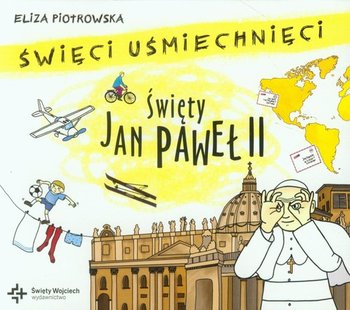 ELIZA PIOTROWSKA
ŚWIĘCI UŚMIECHNIĘCI
Święty
JAN PAWEŁ II
Święty Wojciech
wydawnictwo